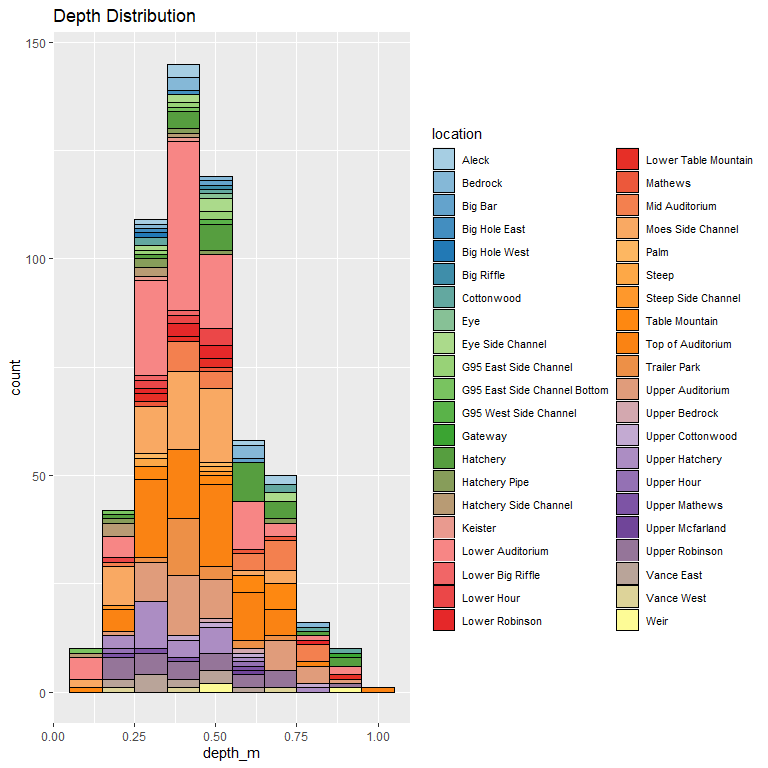 Depth Distribution
150
100
50
0
count
0.00
0.25
0.50
0.75
1.00
depth_m
location
Aleck
Bedrock
Big Bar
Big Hole East
Big Hole West
Big Riffle
Cottonwood
Eye
Eye Side Channel
G95 East Side Channel
G95 East Side Channel Bottom
G95 West Side Channel
Gateway
Hatchery
Hatchery Pipe
Hatchery Side Channel
Keister
Lower Auditorium
Lower Big Riffle
Lower Hour
Lower Robinson
Lower Table Mountain
Mathews
Mid Auditorium
Moes Side Channel
Palm
Steep
Steep Side Channel
Table Mountain
Top of Auditorium
Trailer Park
Upper Auditorium
Upper Bedrock
Upper Cottonwood
Upper Hatchery
Upper Hour
Upper Mathews
Upper Mcfarland
Upper Robinson
Vance East
Vance West
Weir